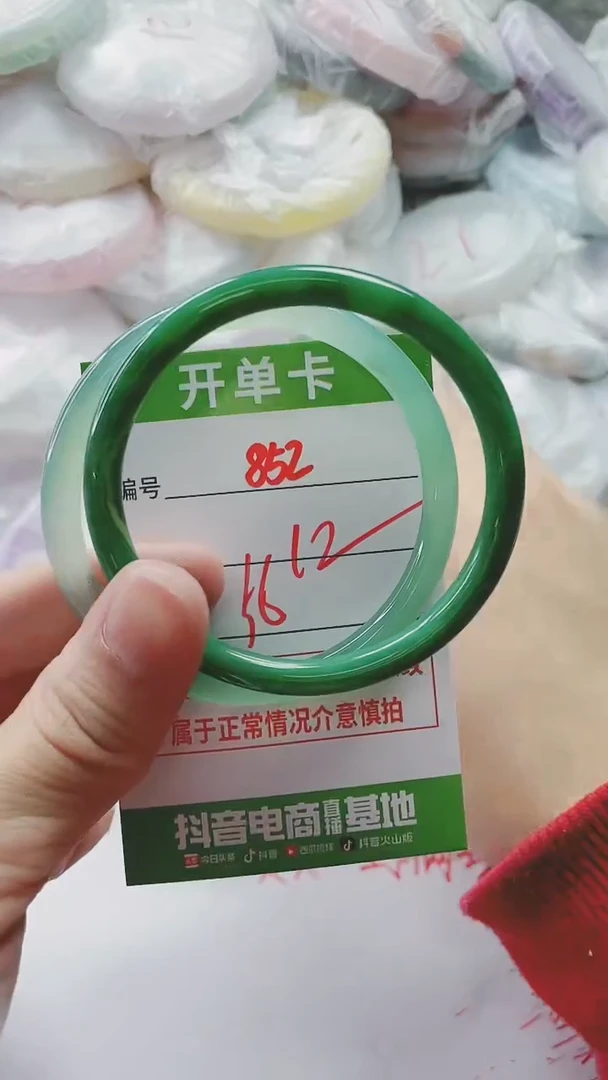 开单卡
编号 852
12
56
属于正常情况介意慎拍
抖音电商直播基地
今日头条 抖音 西瓜视频 抖音火山版